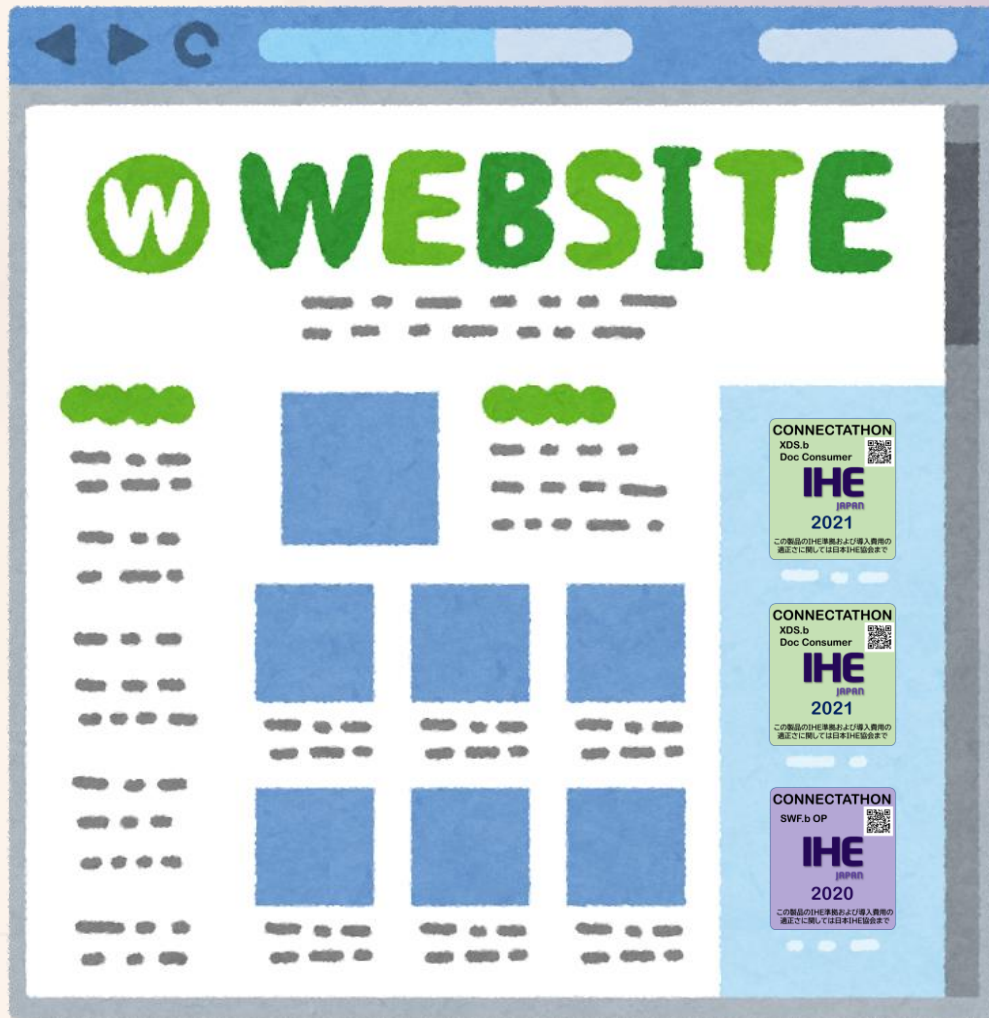 W WEBSITE
CONNECTATHON
XDS.b
Doc Consumer
IHE
JAPAN
2021
この製品のIHE準拠および導入費用の
適正さに関しては日本IHE協会まで
CONNECTATHON
XDS.b
Doc Consumer
IHE
JAPAN
2021
この製品のIHE準拠および導入費用の
適正さに関しては日本IHE協会まで
CONNECTATHON
SWF.b OP
IHE
JAPAN
2020
この製品のIHE準拠および導入費用の
適正さに関しては日本IHE協会まで